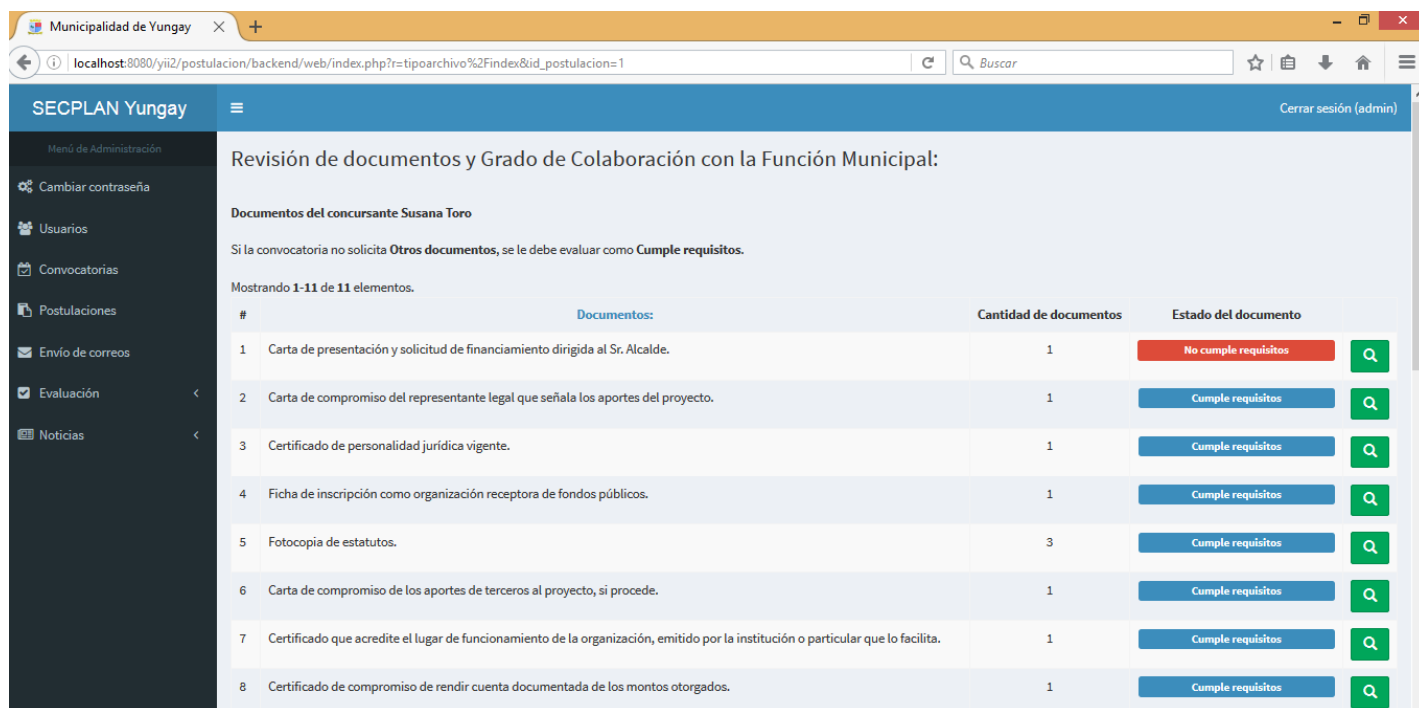 Municipalidad de Yungay
localhost:8080/yii2/postulacion/backend/web/index.php?r=tipoarchivo%2Findex&id_postulacion=1
Buscar
SECPLAN Yungay
Cerrar sesión (admin)
Menú de Administración
Cambiar contraseña
Usuarios
Convocatorias
Postulaciones
Envío de correos
Evaluación
Noticias
Revisión de documentos y Grado de Colaboración con la Función Municipal:
Documentos del concursante Susana Toro
Si la convocatoria no solicita Otros documentos, se le debe evaluar como Cumple requisitos.
Mostrando 1-11 de 11 elementos.
# Documentos: Cantidad de documentos Estado del documento
1 Carta de presentación y solicitud de financiamiento dirigida al Sr. Alcalde. 1 No cumple requisitos
2 Carta de compromiso del representante legal que señala los aportes del proyecto. 1 Cumple requisitos
3 Certificado de personalidad jurídica vigente. 1 Cumple requisitos
4 Ficha de inscripción como organización receptora de fondos públicos. 1 Cumple requisitos
5 Fotocopia de estatutos. 3 Cumple requisitos
6 Carta de compromiso de los aportes de terceros al proyecto, si procede. 1 Cumple requisitos
7 Certificado que acredite el lugar de funcionamiento de la organización, emitido por la institución o particular que lo facilita. 1 Cumple requisitos
8 Certificado de compromiso de rendir cuenta documentada de los montos otorgados. 1 Cumple requisitos